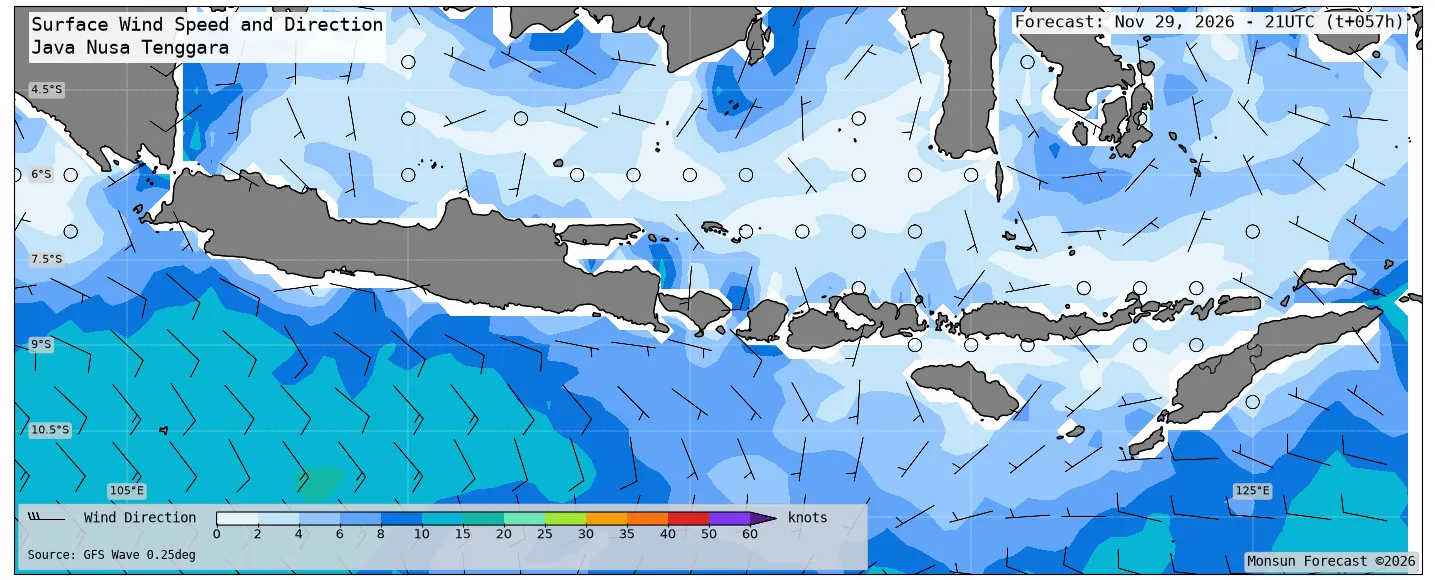 Surface Wind Speed and Direction
Java Nusa Tenggara
Forecast: Nov 29, 2026 - 21UTC (t+057h)
4.5°S
6°S
7.5°S
9°S
10.5°S
105°E
125°E
Wind Direction
0 2 4 6 8 10 15 20 25 30 35 40 50 60
knots
Source: GFS Wave 0.25deg
Monsun Forecast ©2026